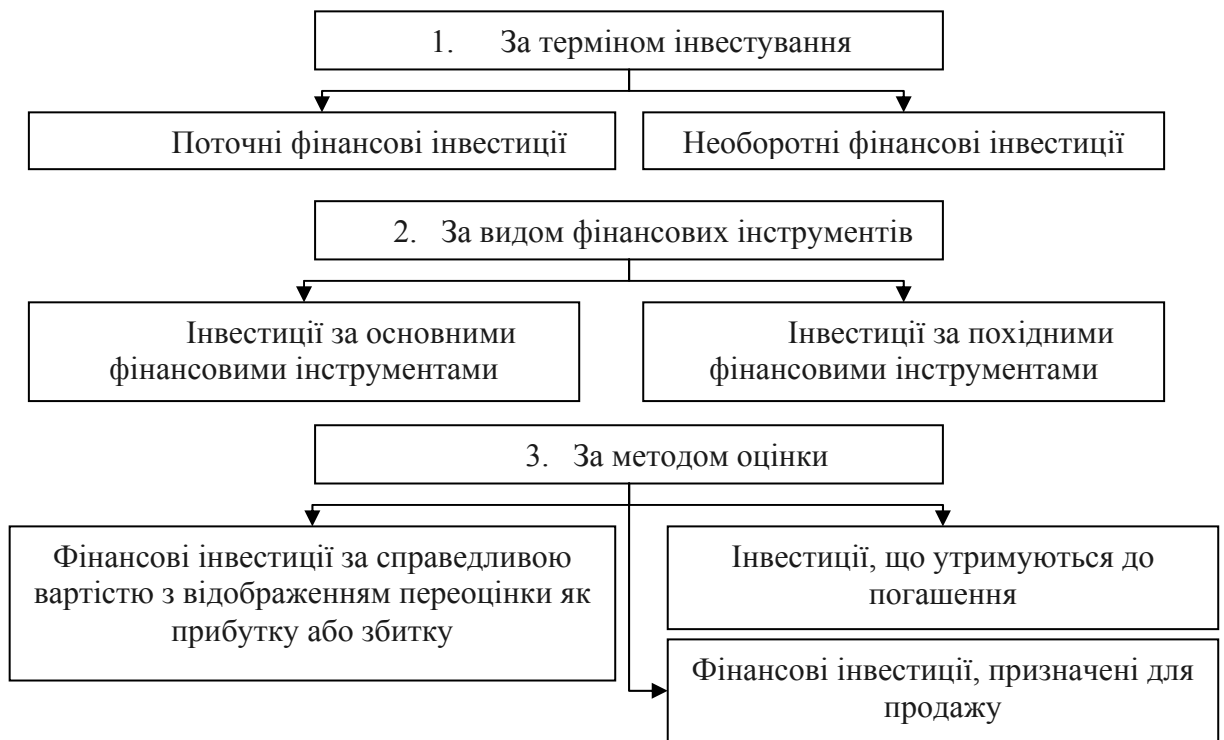 1. За терміном інвестування
Поточні фінансові інвестиції
Необоротні фінансові інвестиції
2. За видом фінансових інструментів
Інвестиції за основними
фінансовими інструментами
Інвестиції за похідними
фінансовими інструментами
3. За методом оцінки
Фінансові інвестиції за справедливою
вартістю з відображенням переоцінки як
прибутку або збитку
Інвестиції, що утримуються до
погашення
Фінансові інвестиції, призначені для
продажу